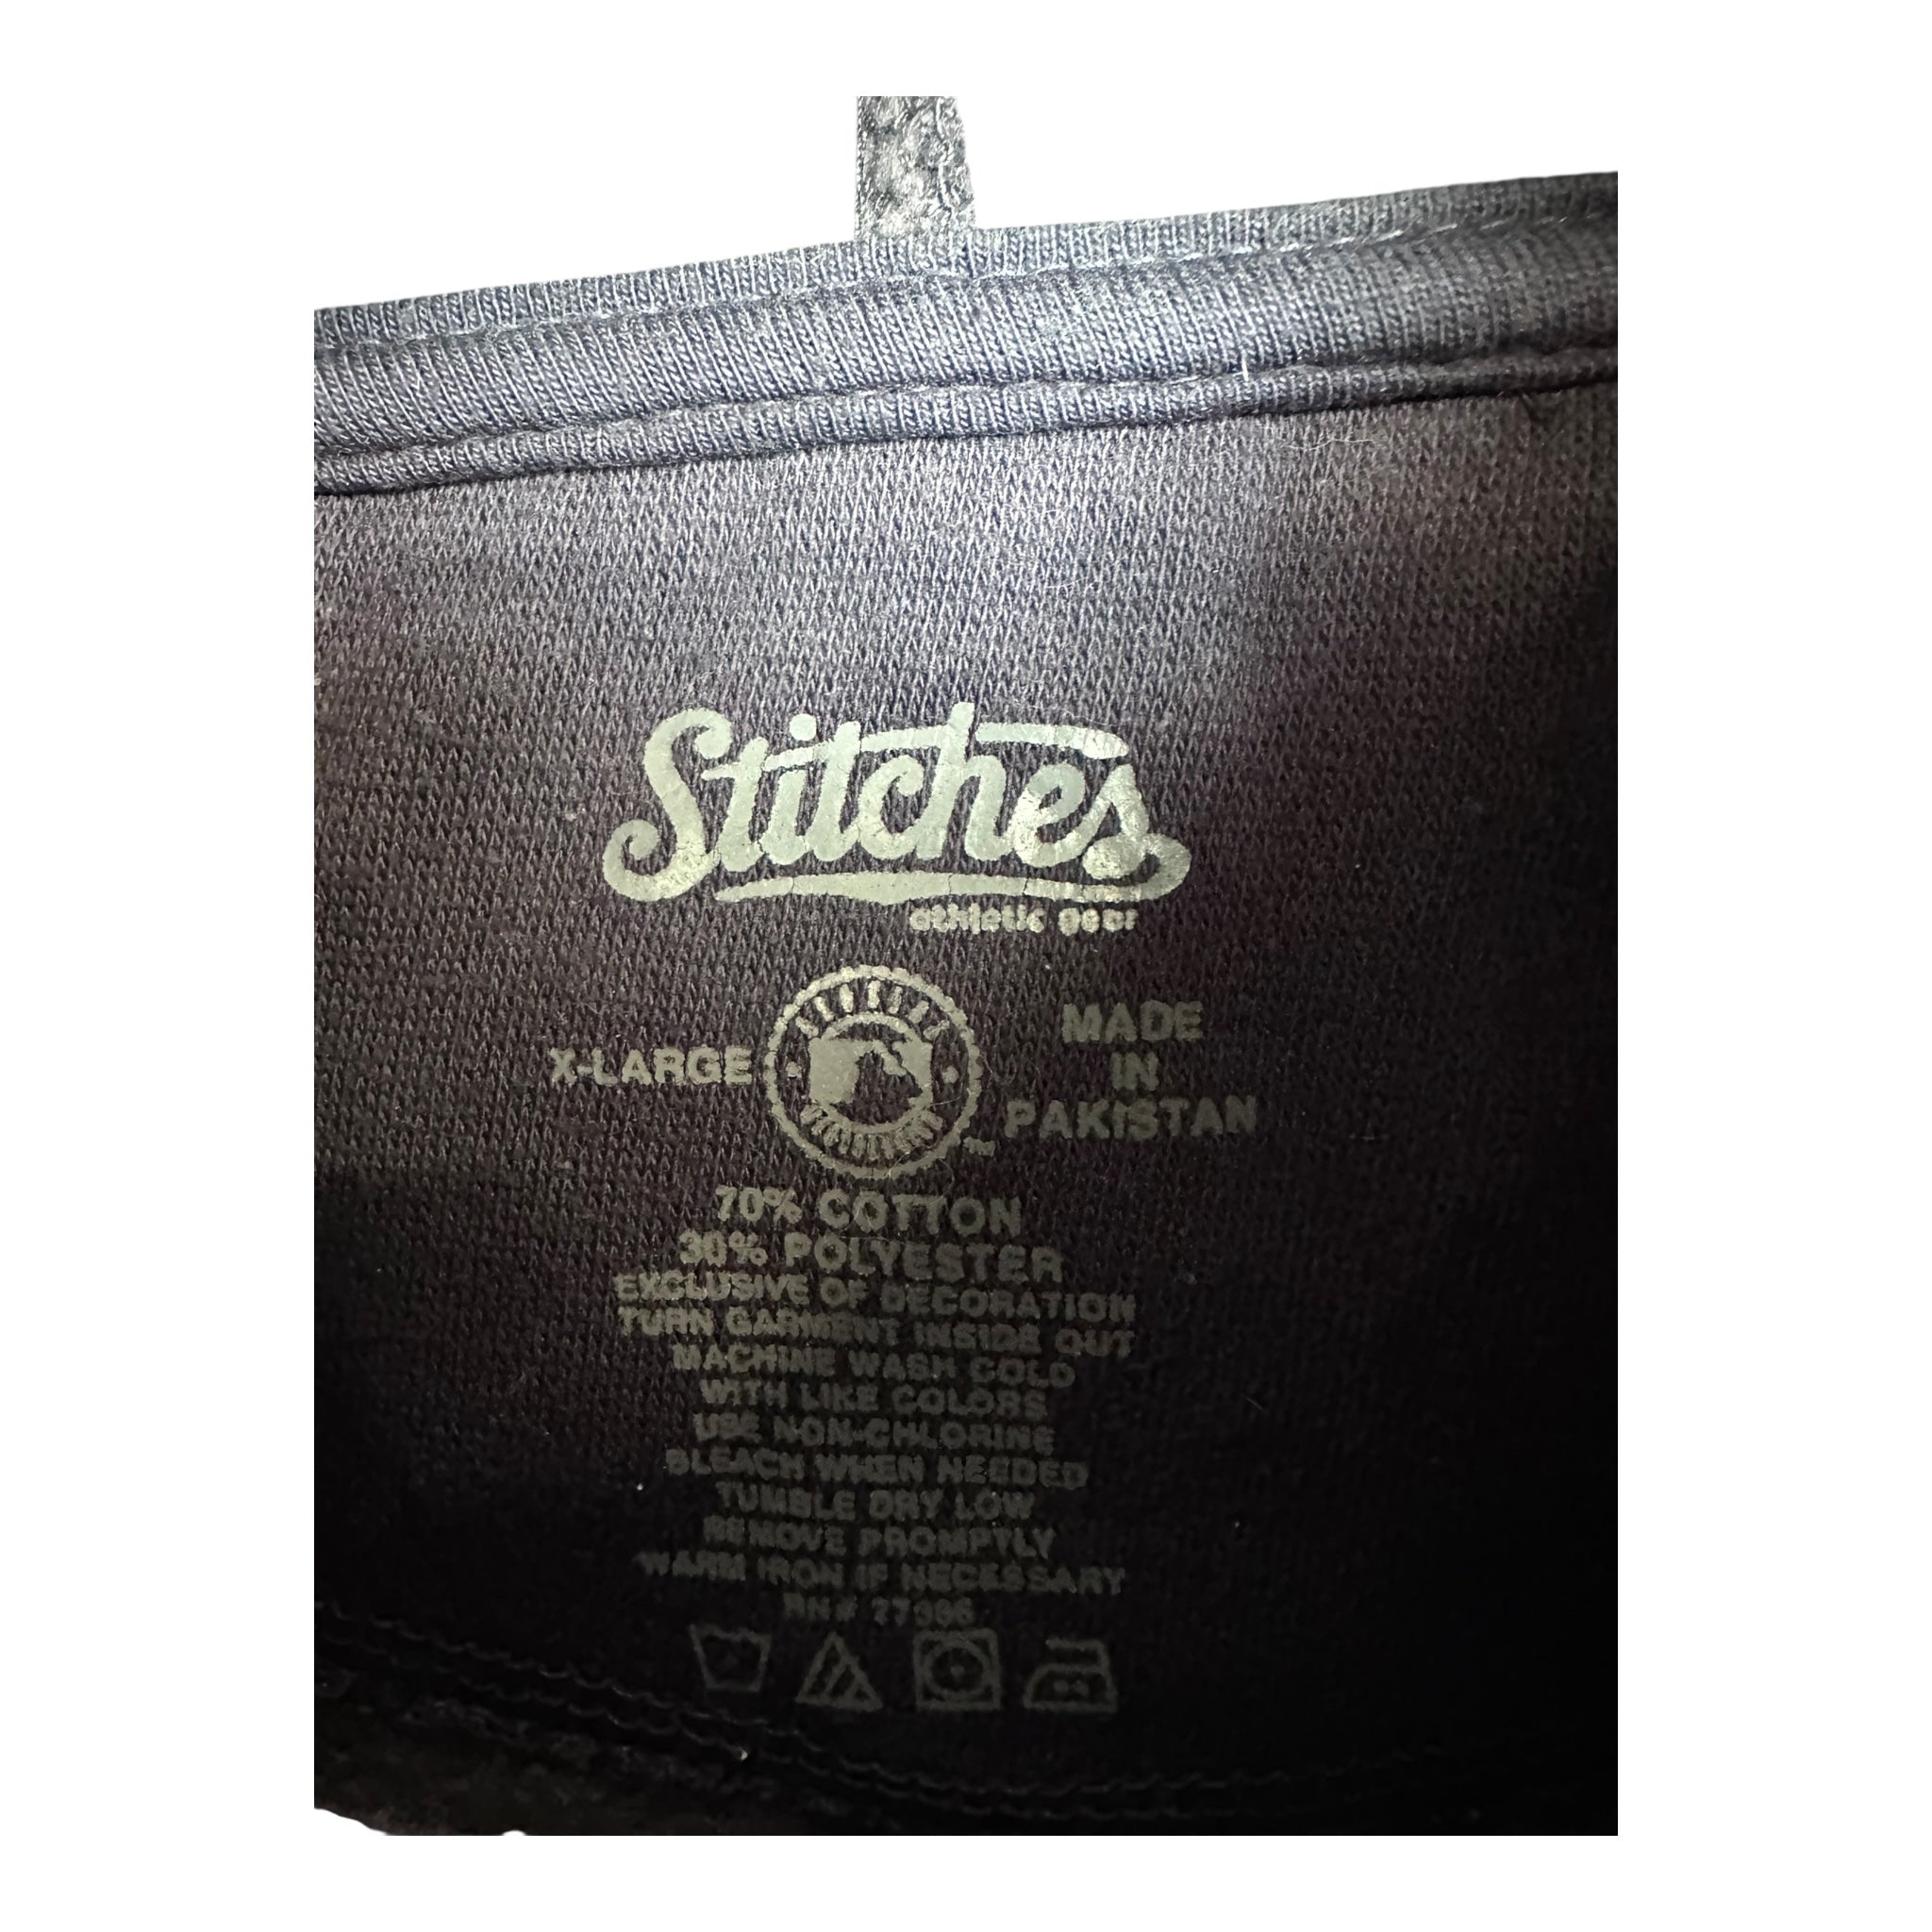 Stitches
athletic gear
X-LARGE
MADE
IN
PAKISTAN
70% COTTON
30% POLYESTER
EXCLUSIVE OF DECORATION
TURN GARMENT INSIDE OUT
MACHINE WASH COLD
WITH LIKE COLORS
USE NON-CHLORINE
BLEACH WHEN NEEDED
TUMBLE DRY LOW
REMOVE PROMPTLY
WARM IRON IF NECESSARY
RN#